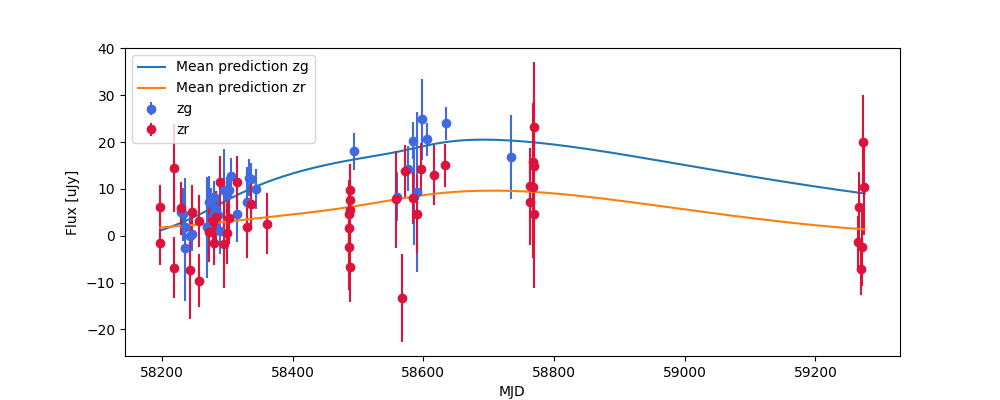 40
30
20
10
0
−10
−20
Flux [uJy]
Mean prediction zg
Mean prediction zr
zg
zr
58200
58400
58600
58800
59000
59200
MJD